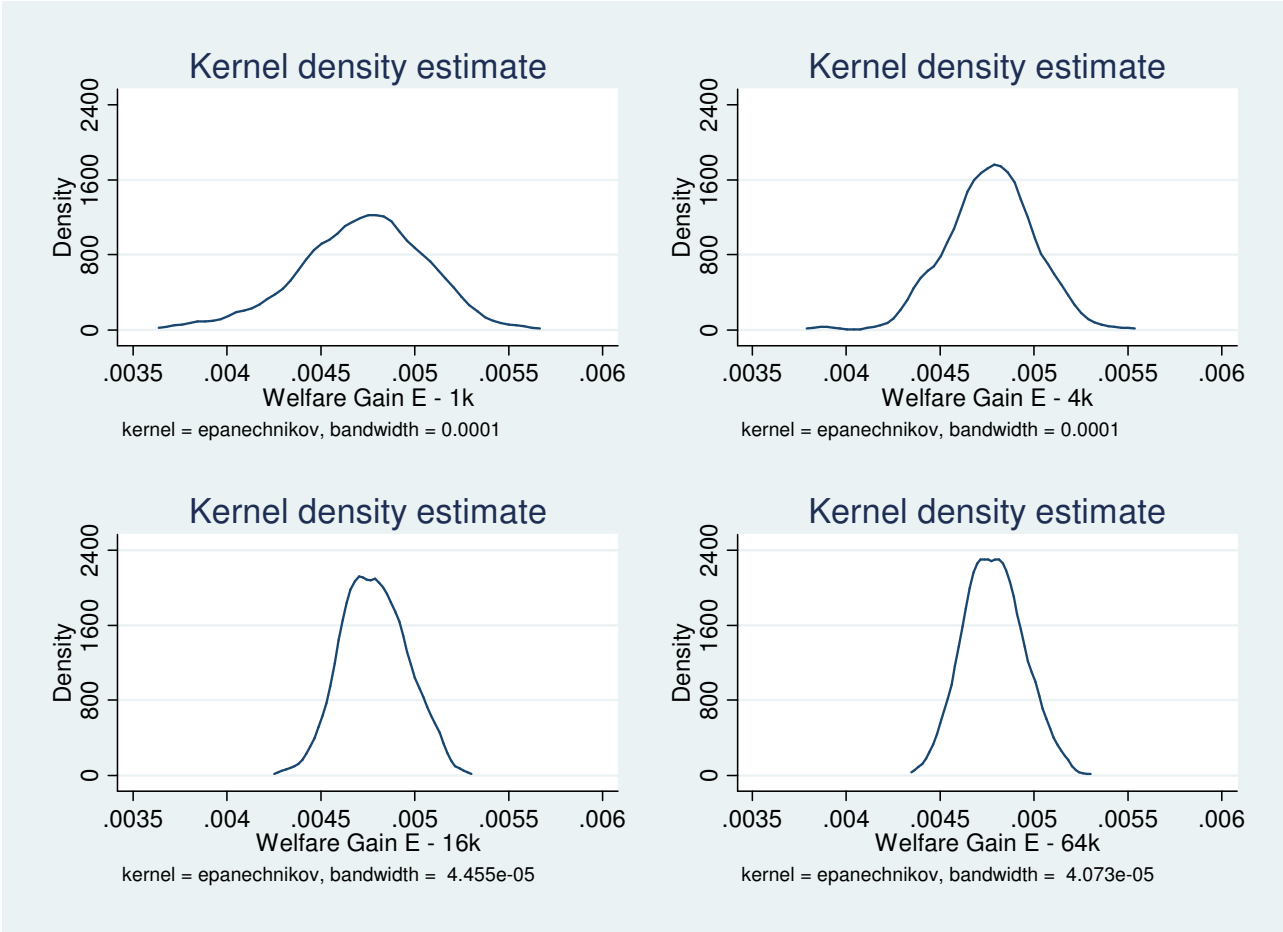 Kernel density estimate
Density
2400
1600
800
0
.0035 .004 .0045 .005 .0055 .006
Welfare Gain E - 1k
kernel = epanechnikov, bandwidth = 0.0001
Kernel density estimate
Density
2400
1600
800
0
.0035 .004 .0045 .005 .0055 .006
Welfare Gain E - 4k
kernel = epanechnikov, bandwidth = 0.0001
Kernel density estimate
Density
2400
1600
800
0
.0035 .004 .0045 .005 .0055 .006
Welfare Gain E - 16k
kernel = epanechnikov, bandwidth = 4.455e-05
Kernel density estimate
Density
2400
1600
800
0
.0035 .004 .0045 .005 .0055 .006
Welfare Gain E - 64k
kernel = epanechnikov, bandwidth = 4.073e-05